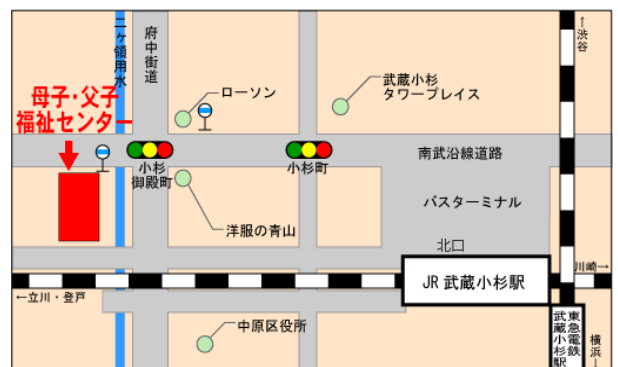 二ヶ領用水
府中街道
↑渋谷
母子・父子
福祉センター
ローソン
武蔵小杉
タワープレイス
小杉
御殿町
小杉町
南武沿線道路
バスターミナル
洋服の青山
北口
JR 武蔵小杉駅
川崎→
←立川・登戸
中原区役所
東急電鉄
武蔵小杉駅
横浜↓